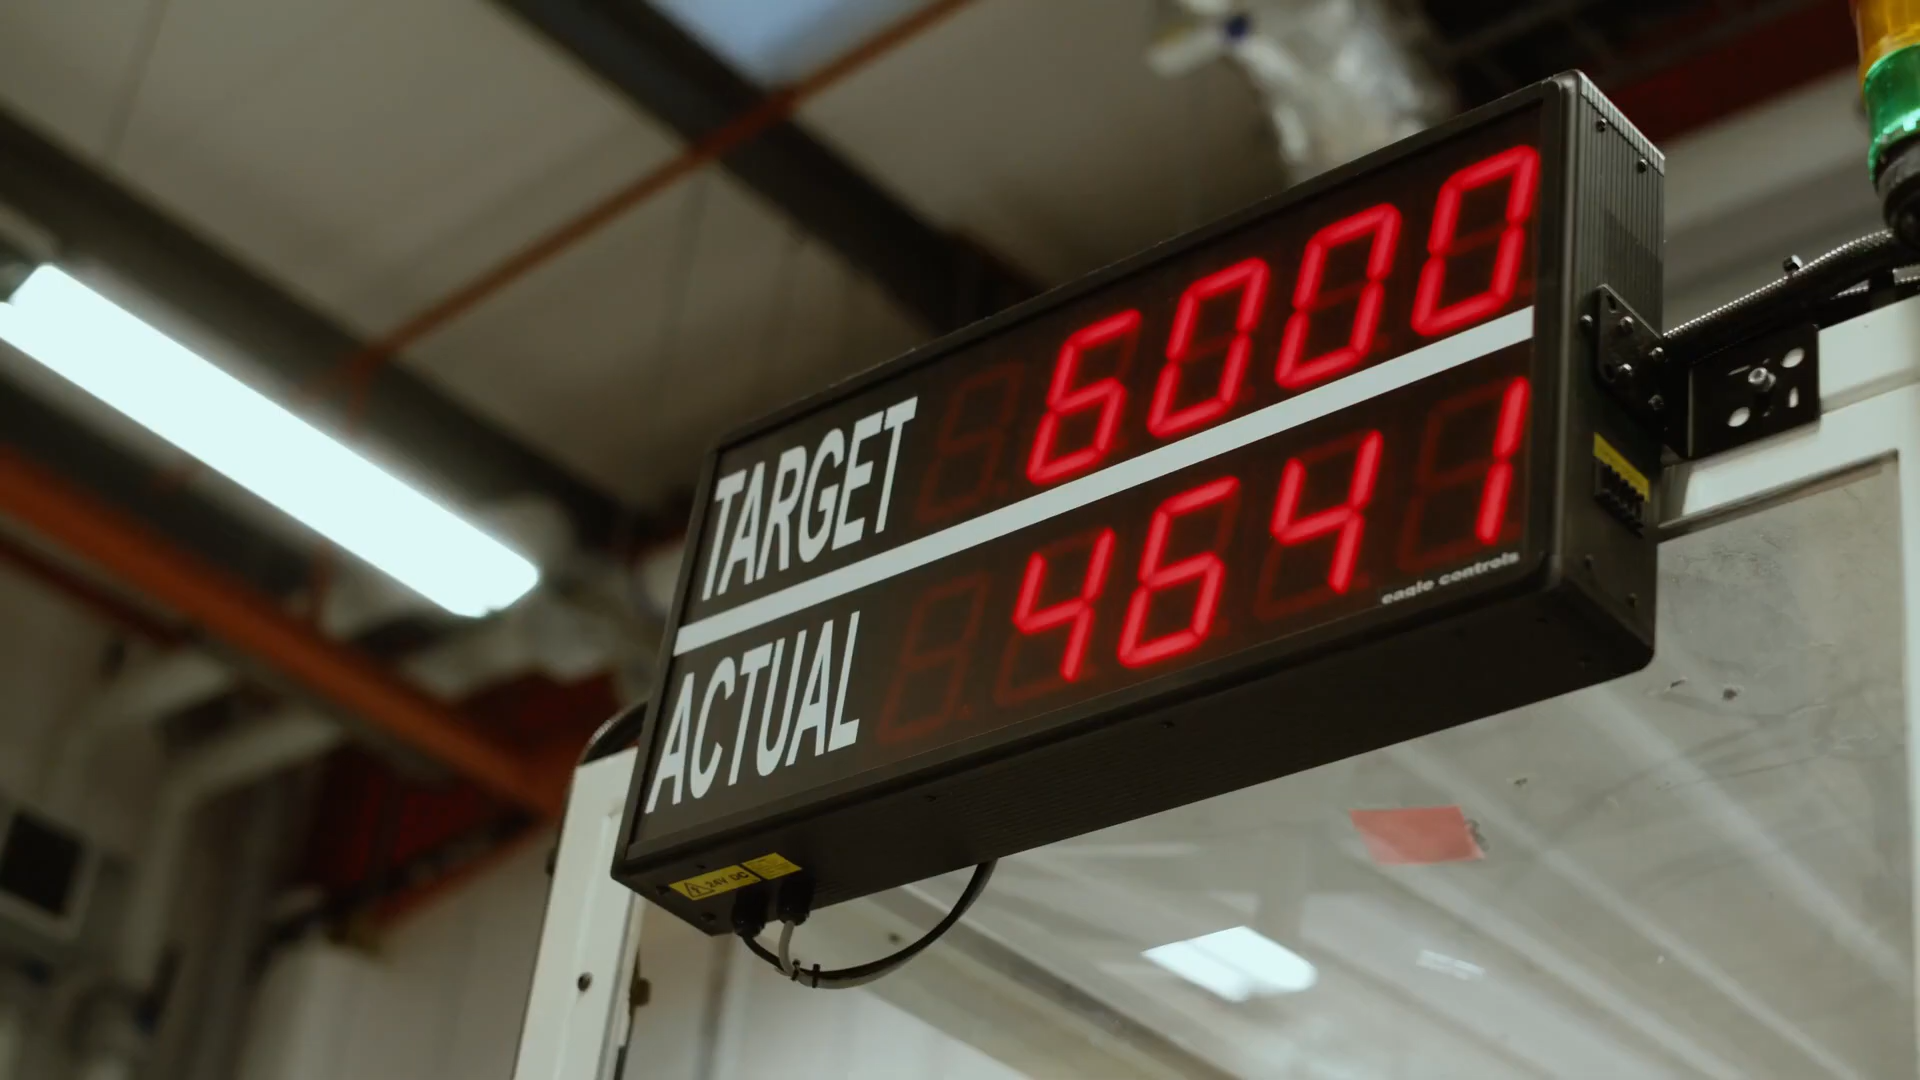 TARGET 6000
ACTUAL 4641
eagle controls
24V DC